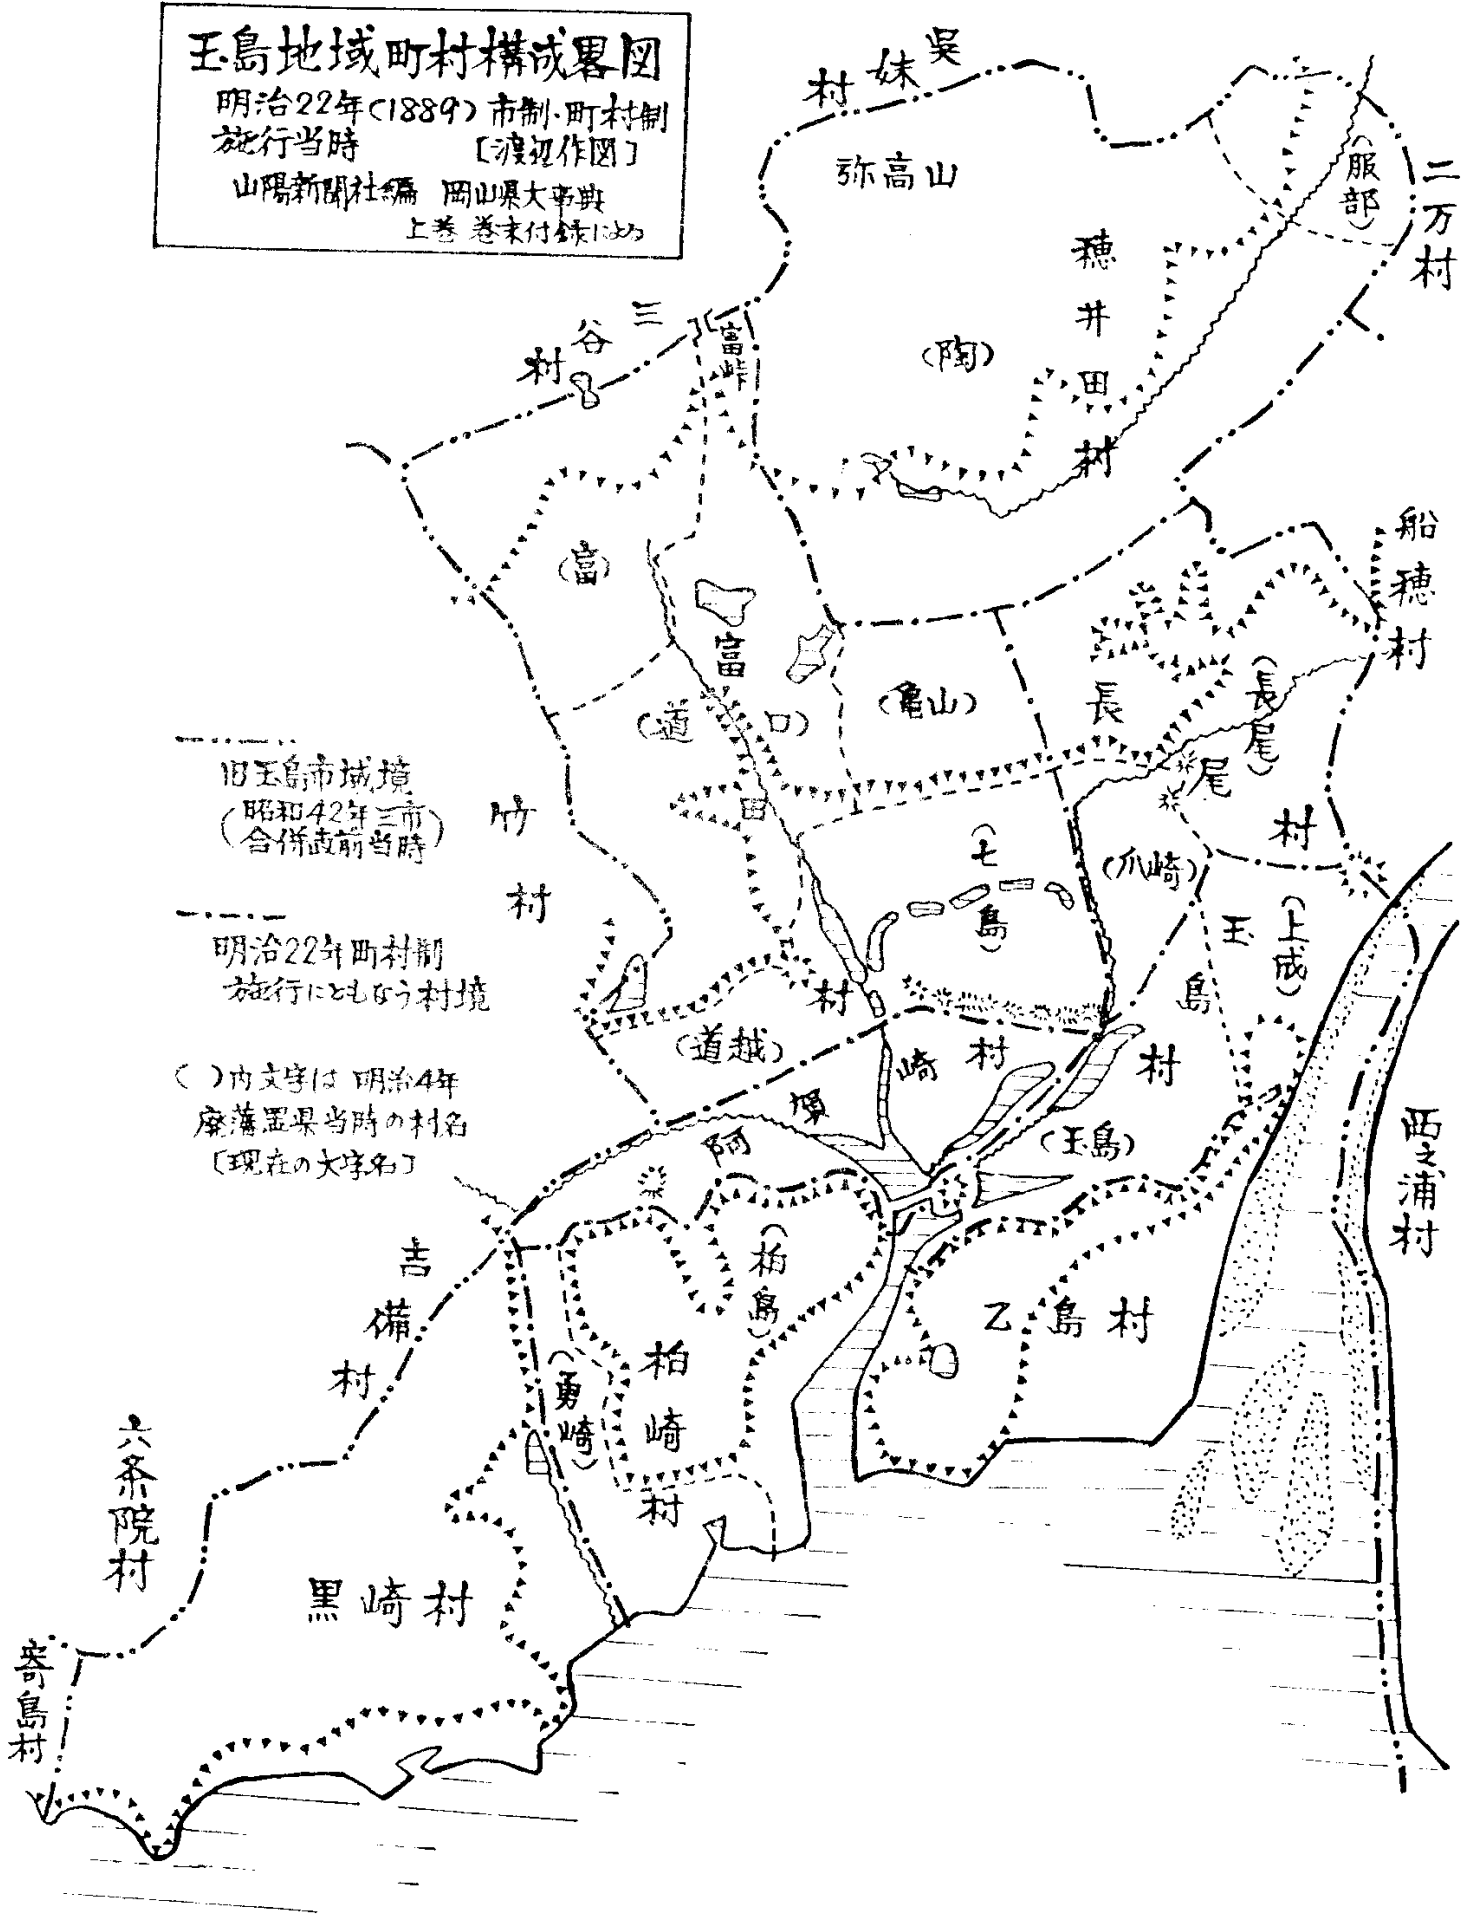 玉島地域町村構成畧図
明治22年(1889)市制·町村制
施行当時 [渡辺作図]
山陽新聞社編 岡山県大事典
上巻 巻末付録による
呉妹村
弥高山
(服部)
二万村
穂井田村
(陶)
三谷村
富峠
(富)
船穂村
富田村
(道口)
(亀山)
長尾村
(長尾)
旧玉島市域境
(昭和42年三市
合併直前当時)
竹村
(七島)
(爪崎)
玉島村
(上成)
明治22年町村制
施行にともなう村境
(道越)
( )内文字は 明治4年
廃藩置県当時の村名
[現在の大字名]
阿賀崎村
(玉島)
西之浦村
吉備村
(柏島)
乙島村
柏崎村
(勇崎)
六条院村
黒崎村
寄島村